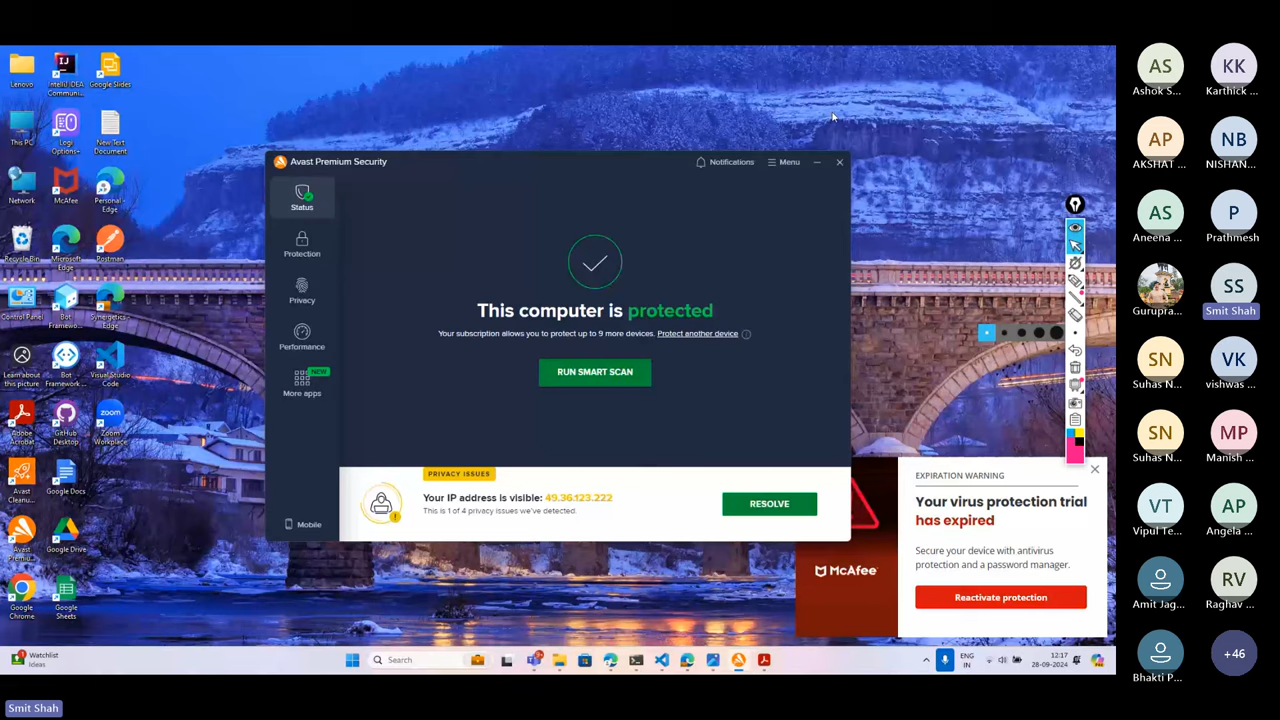 Lenovo
IntelliJ IDEA
Communi...
Google Slides
This PC
Logi
Options+
New Text
Document
Network
McAfee
Personal -
Edge
Recycle Bin
Microsoft
Edge
Postman
Control Panel
Bot
Framewo...
Synergetics -
Edge
Learn about
this picture
Bot
Framewor...
Visual Studio
Code
Adobe
Acrobat
GitHub
Desktop
zoom
Zoom
Workplace
Avast
Cleanu...
Google Docs
Avast
Premiu...
Google Drive
Google
Chrome
Google
Sheets
Avast Premium Security
Notifications
Menu
Status
Protection
Privacy
Performance
NEW
More apps
Mobile
This computer is protected
Your subscription allows you to protect up to 9 more devices. Protect another device
RUN SMART SCAN
PRIVACY ISSUES
Your IP address is visible: 49.36.123.222
This is 1 of 4 privacy issues we've detected.
RESOLVE
McAfee
EXPIRATION WARNING
Your virus protection trial
has expired
Secure your device with antivirus
protection and a password manager.
Reactivate protection
Watchlist
Ideas
Search
ENG
IN
12:17
28-09-2024
AS
Ashok S...
KK
Karthick ...
AP
AKSHAT ...
NB
NISHAN...
AS
Aneena ...
P
Prathmesh
Gurupra...
SS
Smit Shah
SN
Suhas N...
VK
vishwas ...
SN
Suhas N...
MP
Manish ...
VT
Vipul Te...
AP
Angela ...
Amit Jag...
RV
Raghav ...
Bhakti P...
+46
Smit Shah